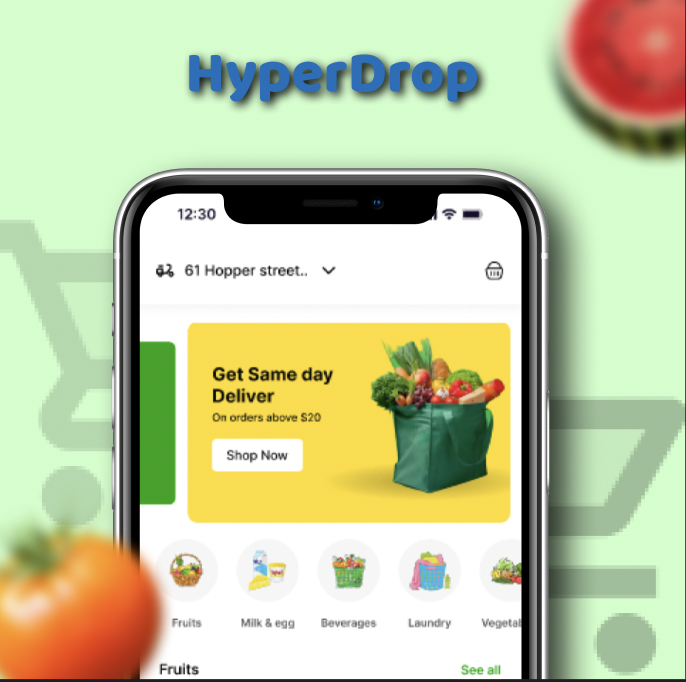 HyperDrop
12:30
61 Hopper street..
Get Same day
Deliver
On orders above $20
Shop Now
Fruits Milk & egg Beverages Laundry Vegetab
Fruits See all